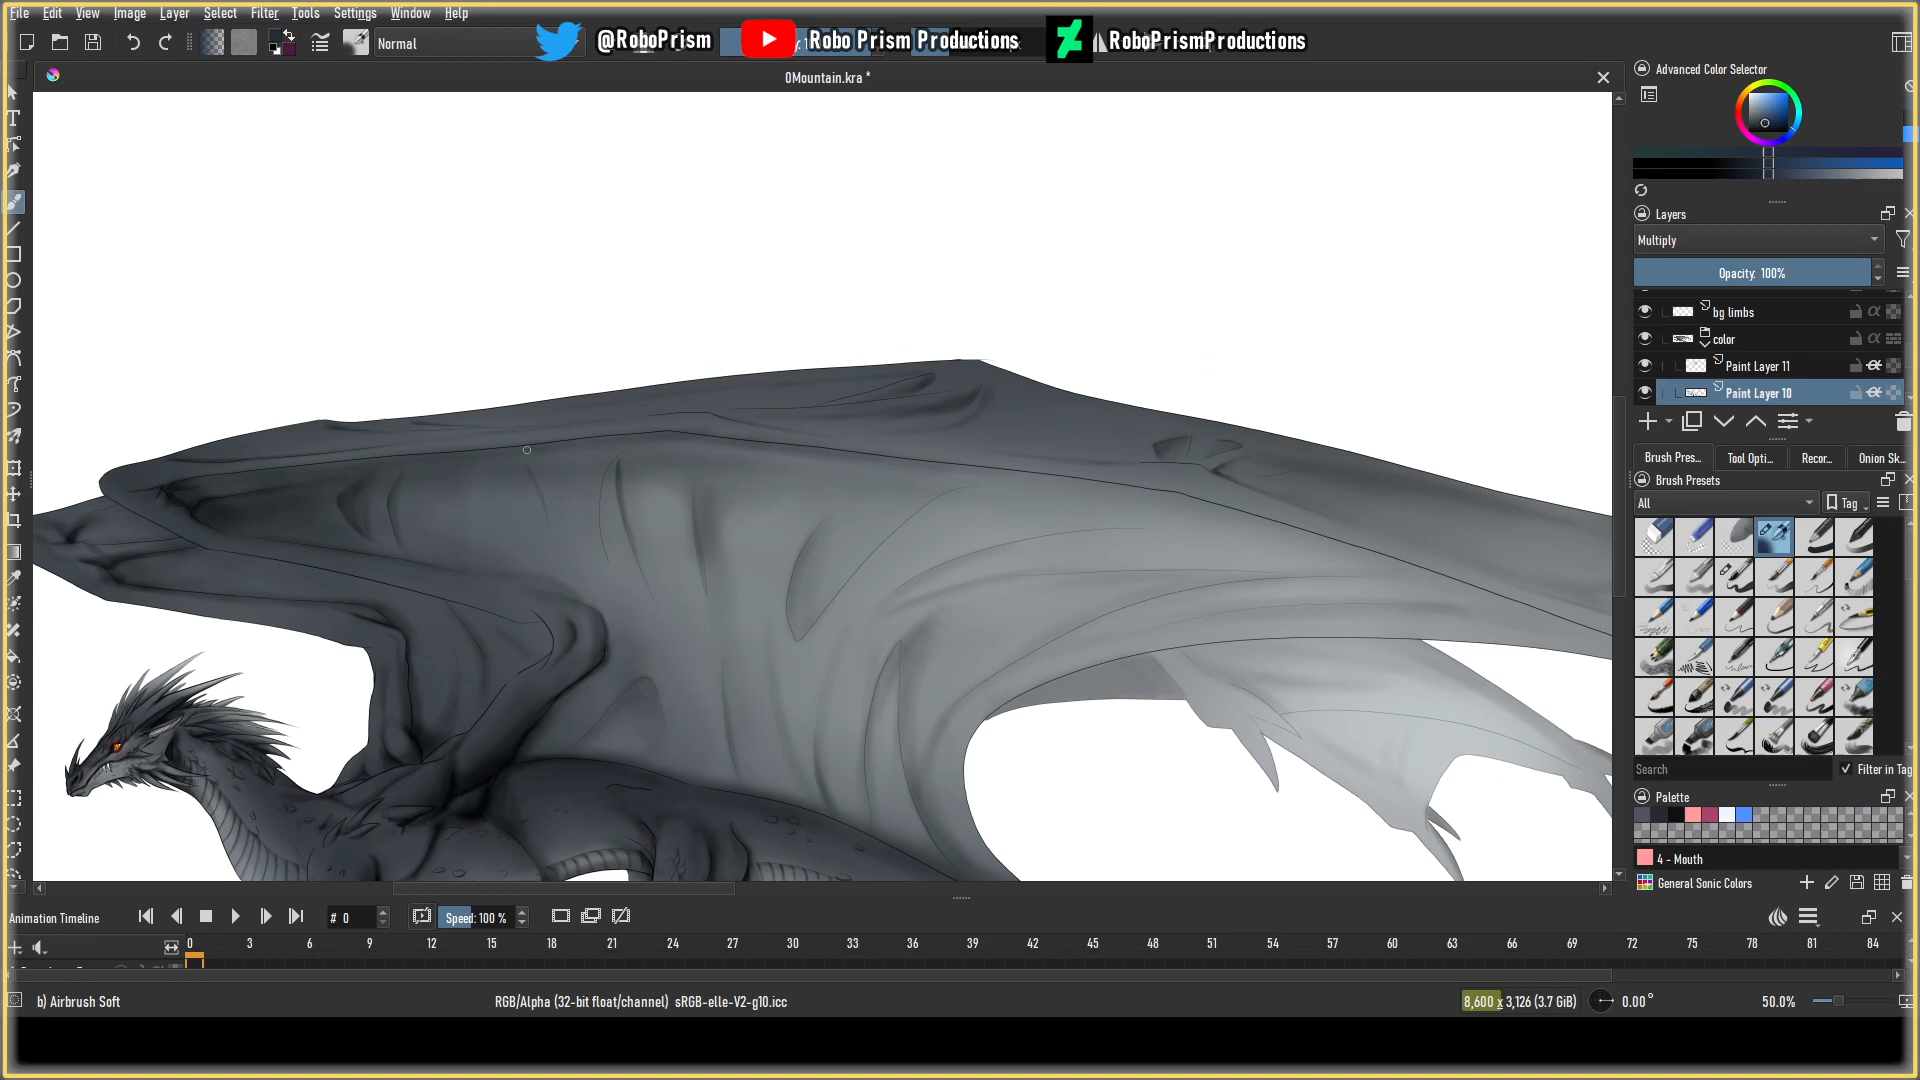 File Edit View Image Layer Select Filter Tools Settings Window Help
Normal
@RoboPrism
Robo Prism Productions
RoboPrismProductions
0Mountain.kra *
Advanced Color Selector
Layers
Multiply
Opacity: 100%
bg limbs
color
Paint Layer 11
Paint Layer 10
Brush Pres... Tool Opti... Recor... Onion Sk...
Brush Presets
All
Tag
Search
Filter in Tag
Palette
4 - Mouth
General Sonic Colors
Animation Timeline
# 0
Speed: 100 %
0 3 6 9 12 15 18 21 24 27 30 33 36 39 42 45 48 51 54 57 60 63 66 69 72 75 78 81 84
b) Airbrush Soft
RGB/Alpha (32-bit float/channel) sRGB-elle-V2-g10.icc
8,600 x 3,126 (3.7 GiB)
0.00°
50.0%